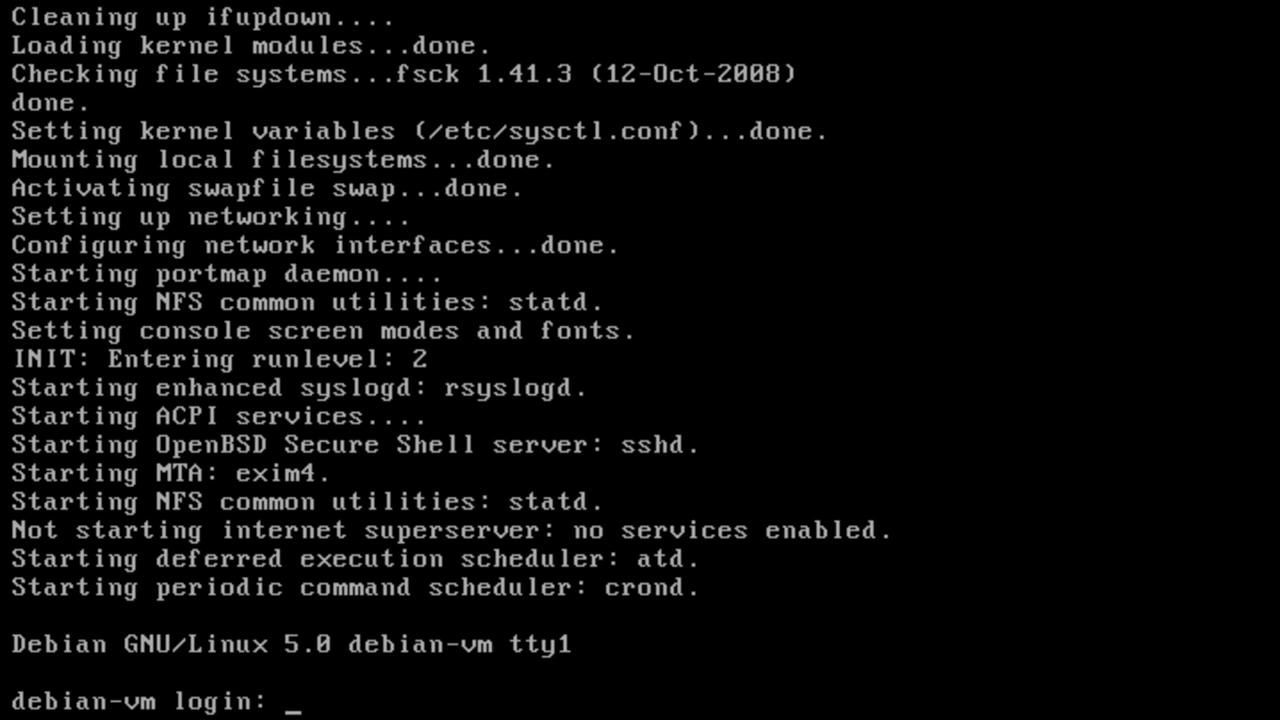 Cleaning up ifupdown....
Loading kernel modules...done.
Checking file systems...fsck 1.41.3 (12-Oct-2008)
done.
Setting kernel variables (/etc/sysctl.conf)...done.
Mounting local filesystems...done.
Activating swapfile swap...done.
Setting up networking....
Configuring network interfaces...done.
Starting portmap daemon....
Starting NFS common utilities: statd.
Setting console screen modes and fonts.
INIT: Entering runlevel: 2
Starting enhanced syslogd: rsyslogd.
Starting ACPI services....
Starting OpenBSD Secure Shell server: sshd.
Starting MTA: exim4.
Starting NFS common utilities: statd.
Not starting internet superserver: no services enabled.
Starting deferred execution scheduler: atd.
Starting periodic command scheduler: crond.
Debian GNU/Linux 5.0 debian-vm tty1
debian-vm login: _